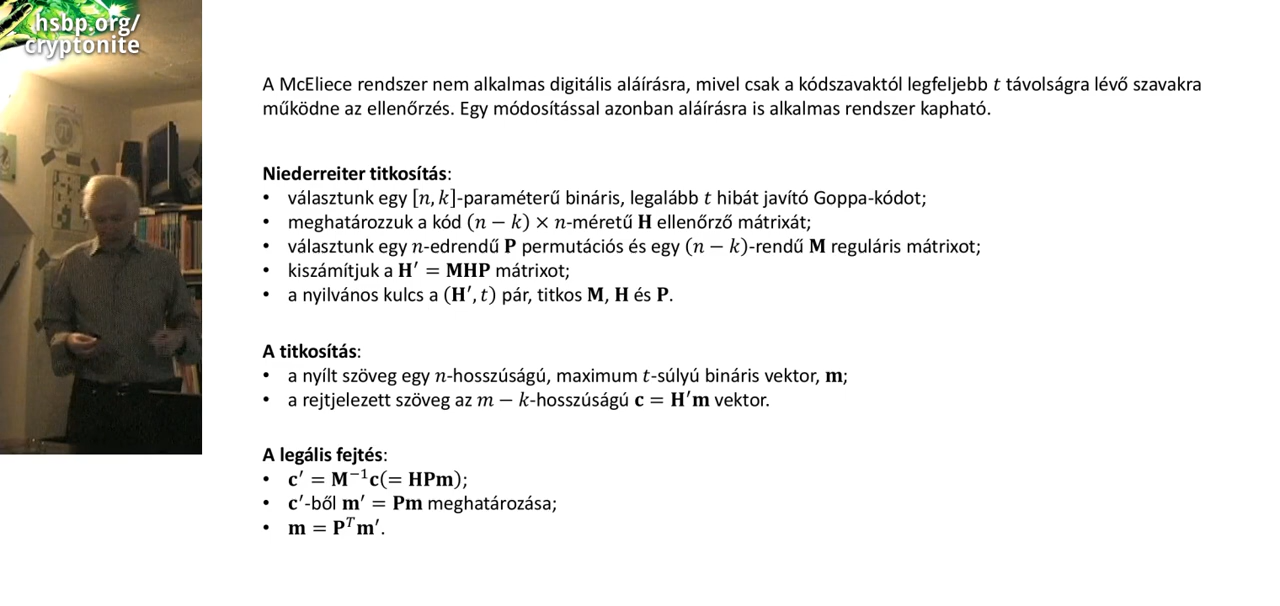 hsbp.org/
cryptonite
A McEliece rendszer nem alkalmas digitális aláírásra, mivel csak a kódszavaktól legfeljebb t távolságra lévő szavakra
működne az ellenőrzés. Egy módosítással azonban aláírásra is alkalmas rendszer kapható.
Niederreiter titkosítás:
• választunk egy [n, k]-paraméterű bináris, legalább t hibát javító Goppa-kódot;
• meghatározzuk a kód (n − k) × n-méretű H ellenőrző mátrixát;
• választunk egy n-edrendű P permutációs és egy (n − k)-rendű M reguláris mátrixot;
• kiszámítjuk a H′ = MHP mátrixot;
• a nyilvános kulcs a (H′, t) pár, titkos M, H és P.
A titkosítás:
• a nyílt szöveg egy n-hosszúságú, maximum t-súlyú bináris vektor, m;
• a rejtjelezett szöveg az m − k-hosszúságú c = H′m vektor.
A legális fejtés:
• c′ = M⁻¹c(= HPm);
• c′-ből m′ = Pm meghatározása;
• m = Pᵀm′.